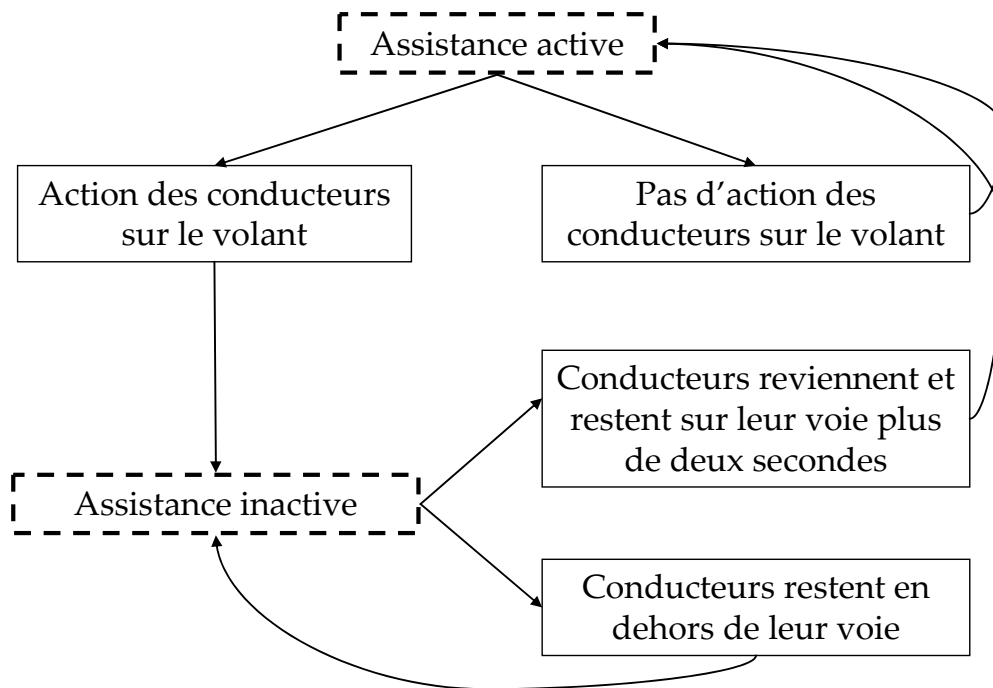 Assistance active
Action des conducteurs
sur le volant
Pas d’action des
conducteurs sur le volant
Conducteurs reviennent et
restent sur leur voie plus
de deux secondes
Assistance inactive
Conducteurs restent en
dehors de leur voie